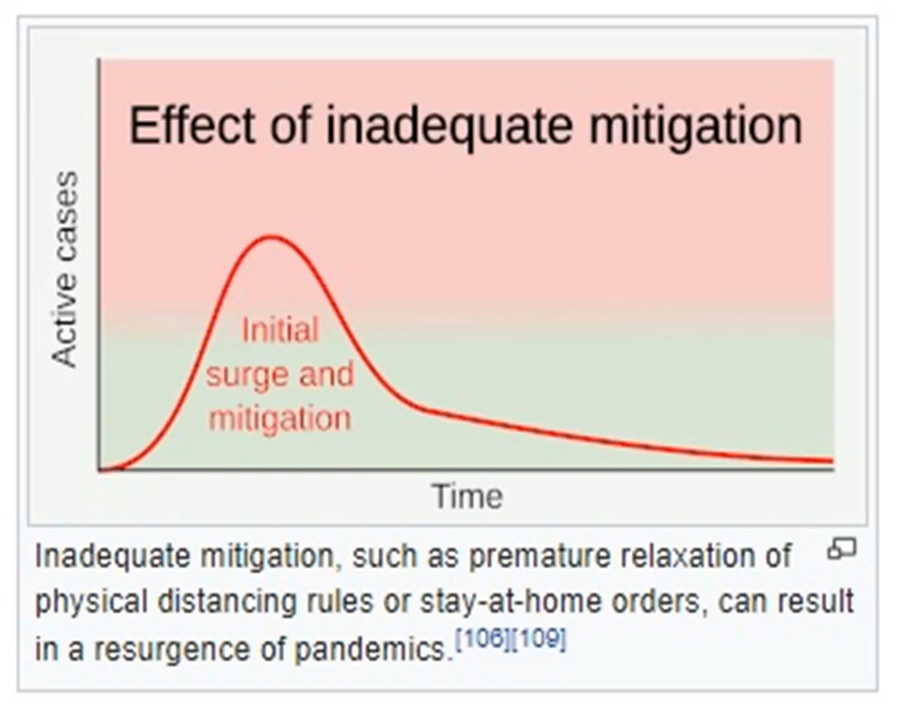 Effect of inadequate mitigation
Active cases
Initial
surge and
mitigation
Time
Inadequate mitigation, such as premature relaxation of
physical distancing rules or stay-at-home orders, can result
in a resurgence of pandemics.[106][109]